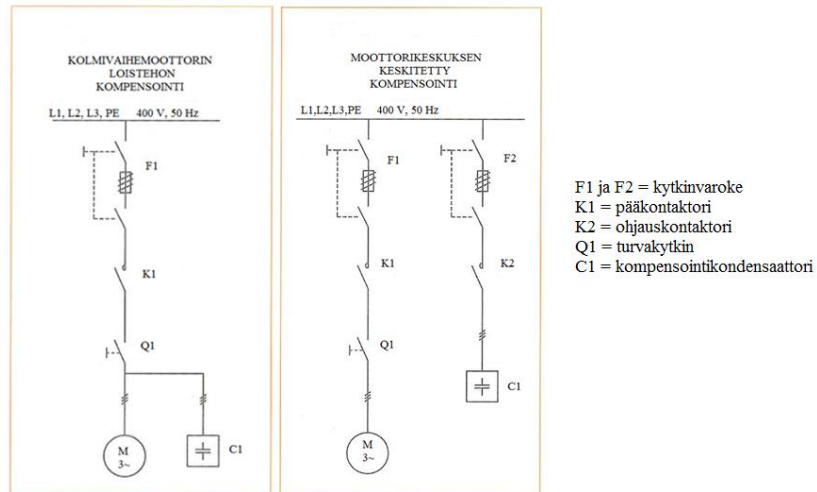 KOLMIVAIHEMOOTTORIN
LOISTEHON
KOMPENSOINTI
L1, L2, L3, PE 400 V, 50 Hz
F1
K1
Q1
M
3~
C1
MOOTTORIKESKUKSEN
KESKITETTY
KOMPENSOINTI
L1,L2,L3,PE 400 V, 50 Hz
F1
F2
K1
K2
Q1
C1
M
3~
F1 ja F2 = kytkinvaroke
K1 = pääkontaktori
K2 = ohjauskontaktori
Q1 = turvakytkin
C1 = kompensointikondensaattori